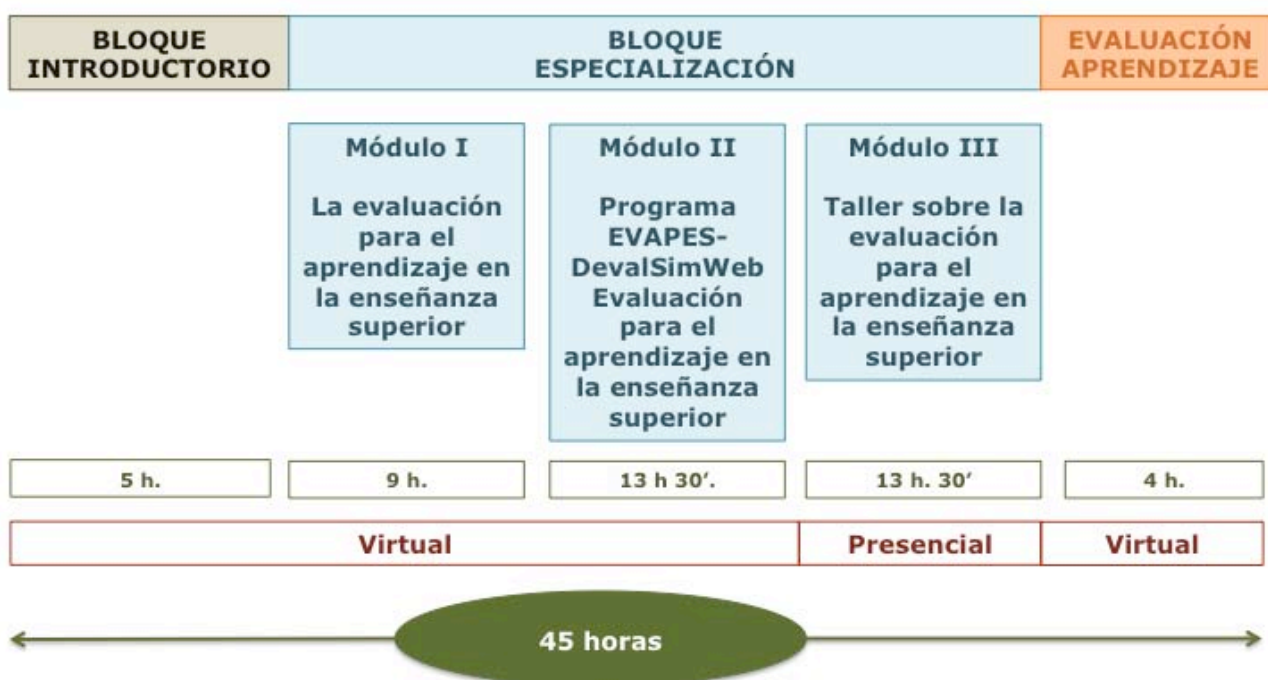 BLOQUE
INTRODUCTORIO
BLOQUE
ESPECIALIZACIÓN
EVALUACIÓN
APRENDIZAJE
Módulo I
La evaluación
para el
aprendizaje en
la enseñanza
superior
Módulo II
Programa
EVAPES-
DevalSimWeb
Evaluación
para el
aprendizaje en
la enseñanza
superior
Módulo III
Taller sobre la
evaluación
para el
aprendizaje en
la enseñanza
superior
5 h.
9 h.
13 h 30’.
13 h. 30’
4 h.
Virtual
Presencial
Virtual
45 horas